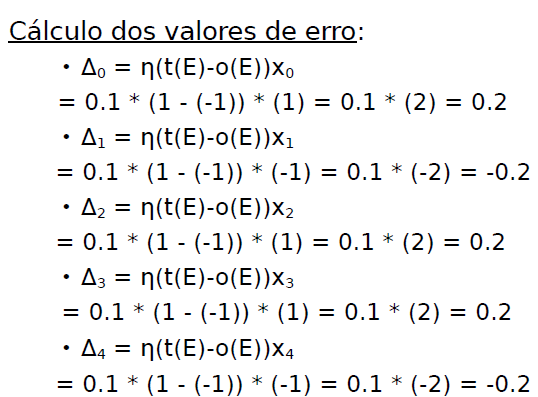 Cálculo dos valores de erro:
• Δ₀ = η(t(E)-o(E))x₀
= 0.1 * (1 - (-1)) * (1) = 0.1 * (2) = 0.2
• Δ₁ = η(t(E)-o(E))x₁
= 0.1 * (1 - (-1)) * (-1) = 0.1 * (-2) = -0.2
• Δ₂ = η(t(E)-o(E))x₂
= 0.1 * (1 - (-1)) * (1) = 0.1 * (2) = 0.2
• Δ₃ = η(t(E)-o(E))x₃
= 0.1 * (1 - (-1)) * (1) = 0.1 * (2) = 0.2
• Δ₄ = η(t(E)-o(E))x₄
= 0.1 * (1 - (-1)) * (-1) = 0.1 * (-2) = -0.2